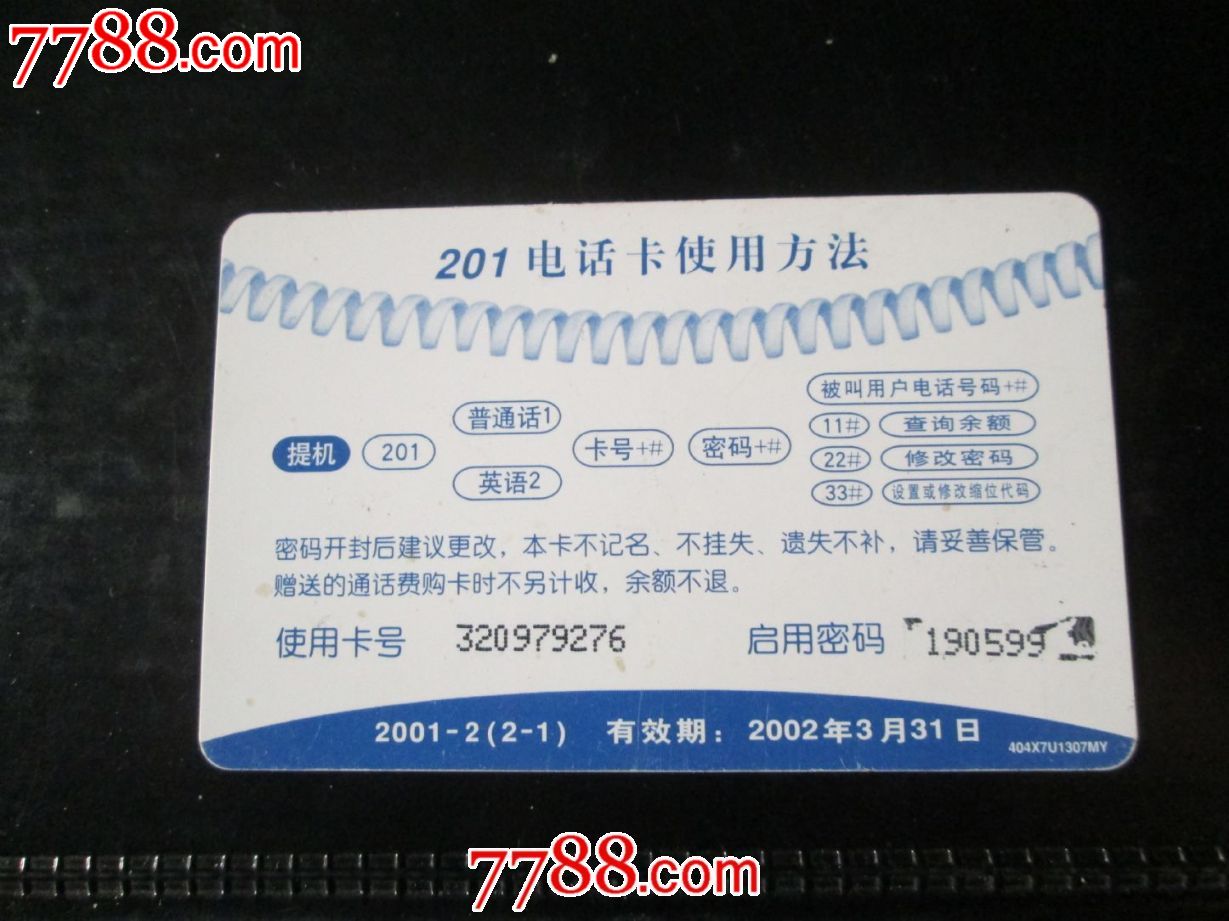 7788.com
201电话卡使用方法
被叫用户电话号码+#
普通话1
11# 查询余额
提机 201 卡号+# 密码+#
22# 修改密码
英语2
33# 设置或修改缩位代码
密码开封后建议更改，本卡不记名、不挂失、遗失不补，请妥善保管。
赠送的通话费购卡时不另计收，余额不退。
使用卡号 320979276 启用密码 190599
2001-2(2-1) 有效期：2002年3月31日
404X7U1307MY
7788.com